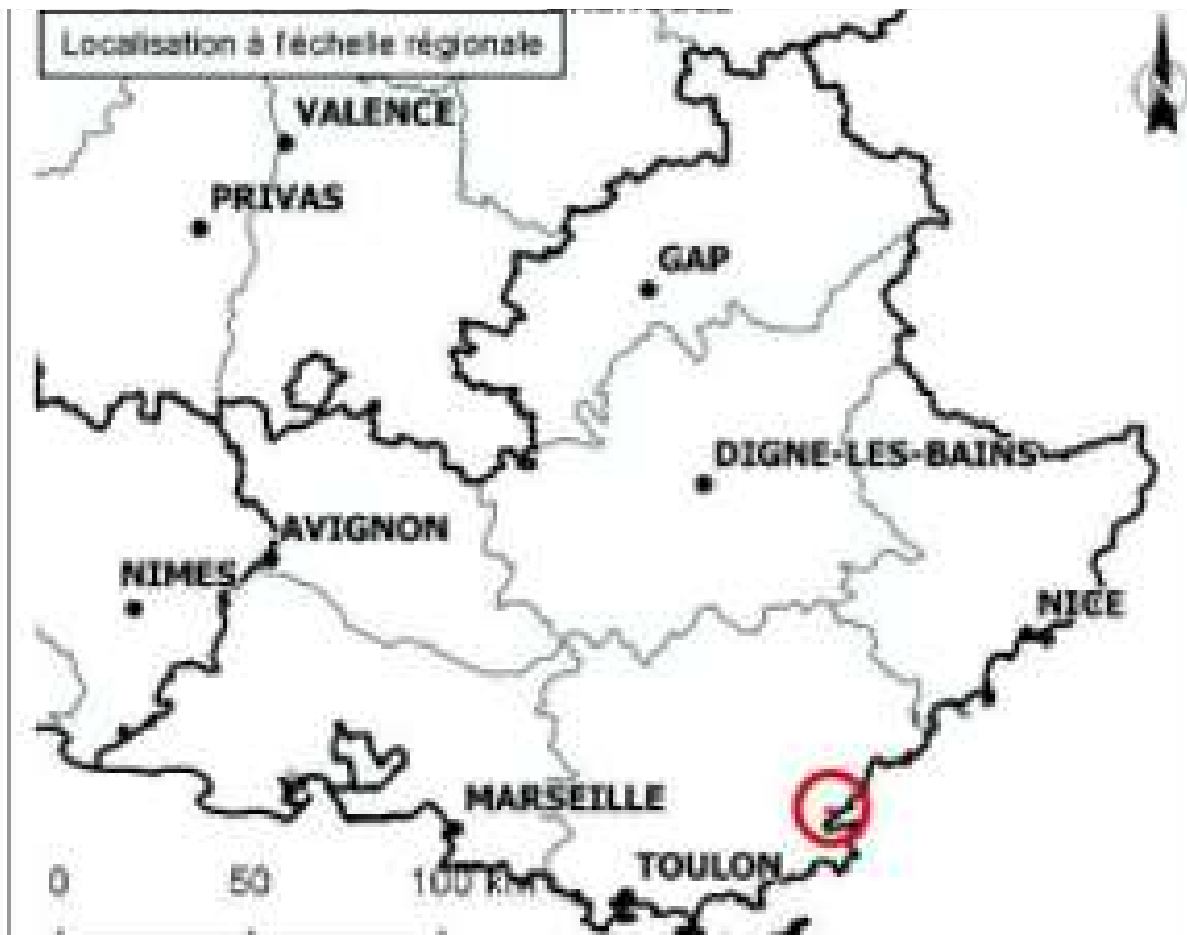 Localisation à l'échelle régionale
VALENCE
PRIVAS
GAP
DIGNE-LES-BAINS
AVIGNON
NIMES
NICE
MARSEILLE
TOULON
0 50 100 km